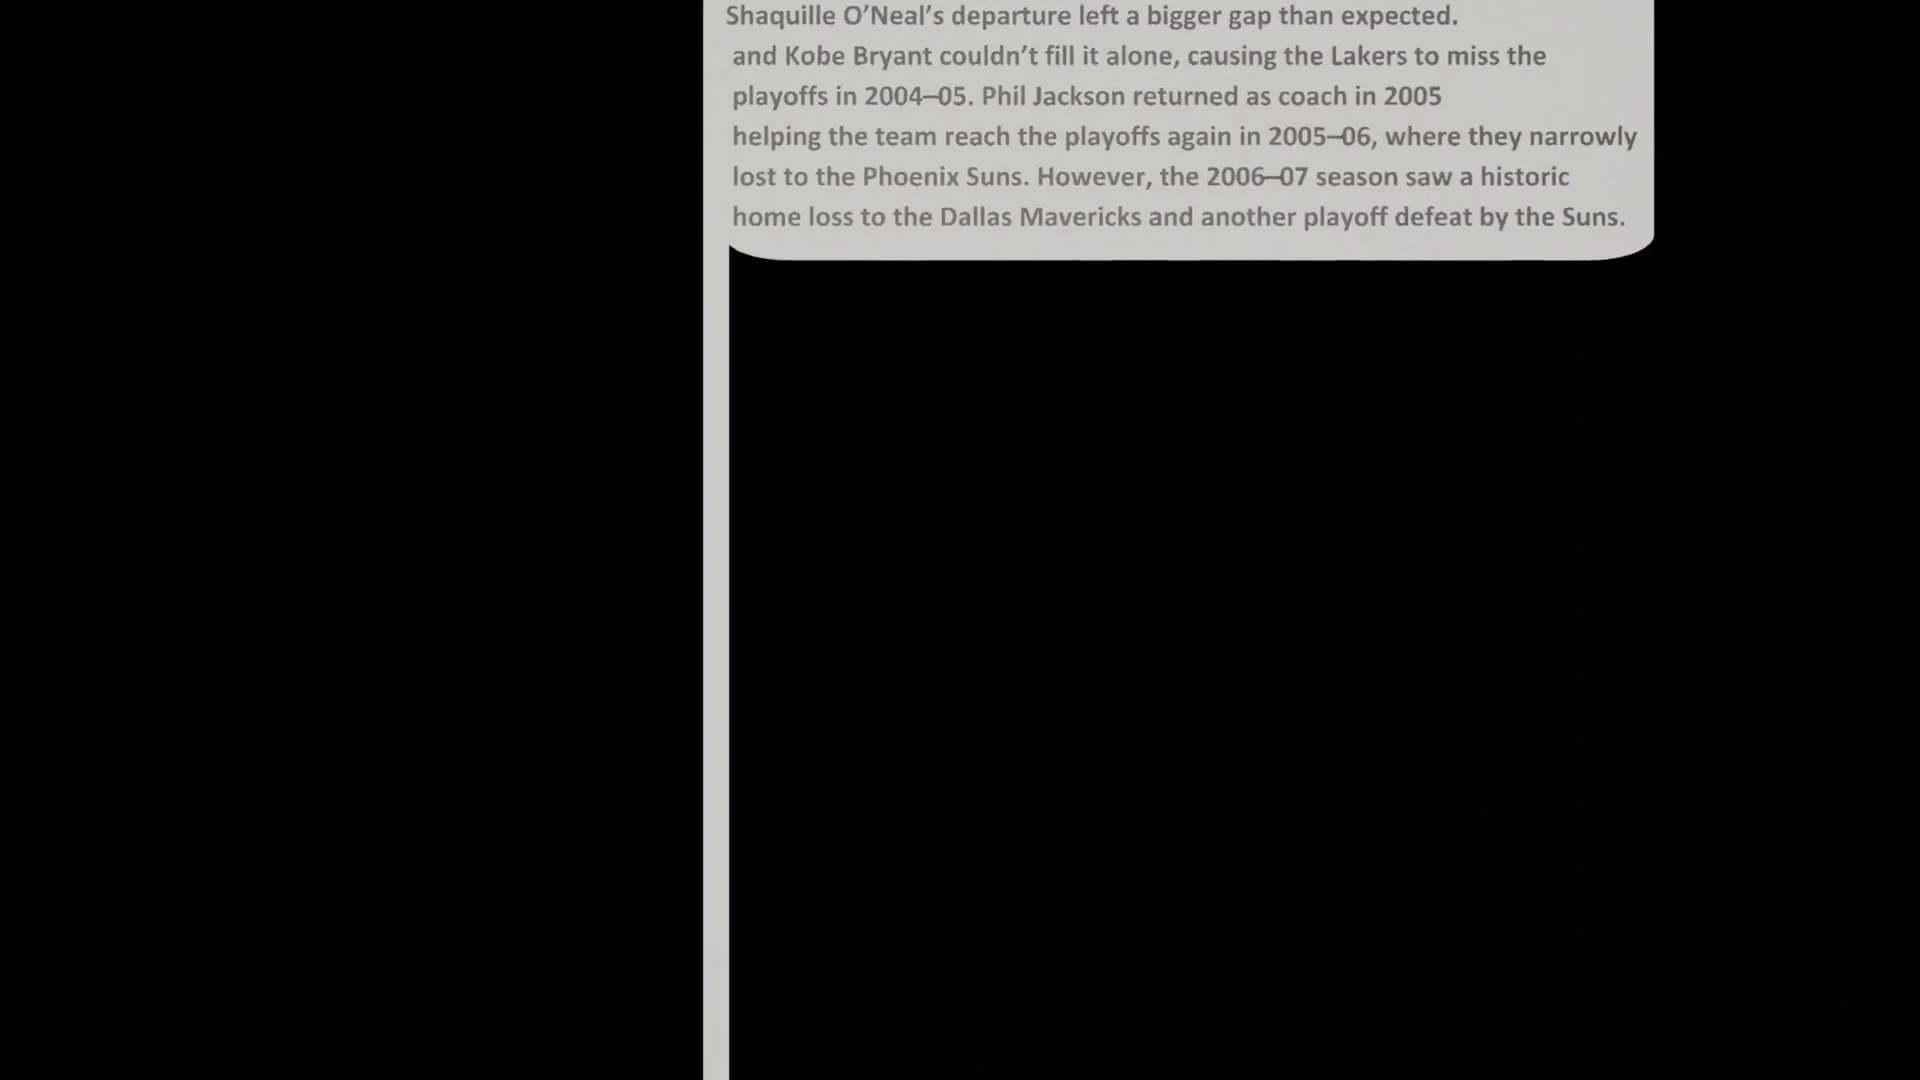 Shaquille O’Neal’s departure left a bigger gap than expected.
and Kobe Bryant couldn’t fill it alone, causing the Lakers to miss the
playoffs in 2004–05. Phil Jackson returned as coach in 2005
helping the team reach the playoffs again in 2005–06, where they narrowly
lost to the Phoenix Suns. However, the 2006–07 season saw a historic
home loss to the Dallas Mavericks and another playoff defeat by the Suns.